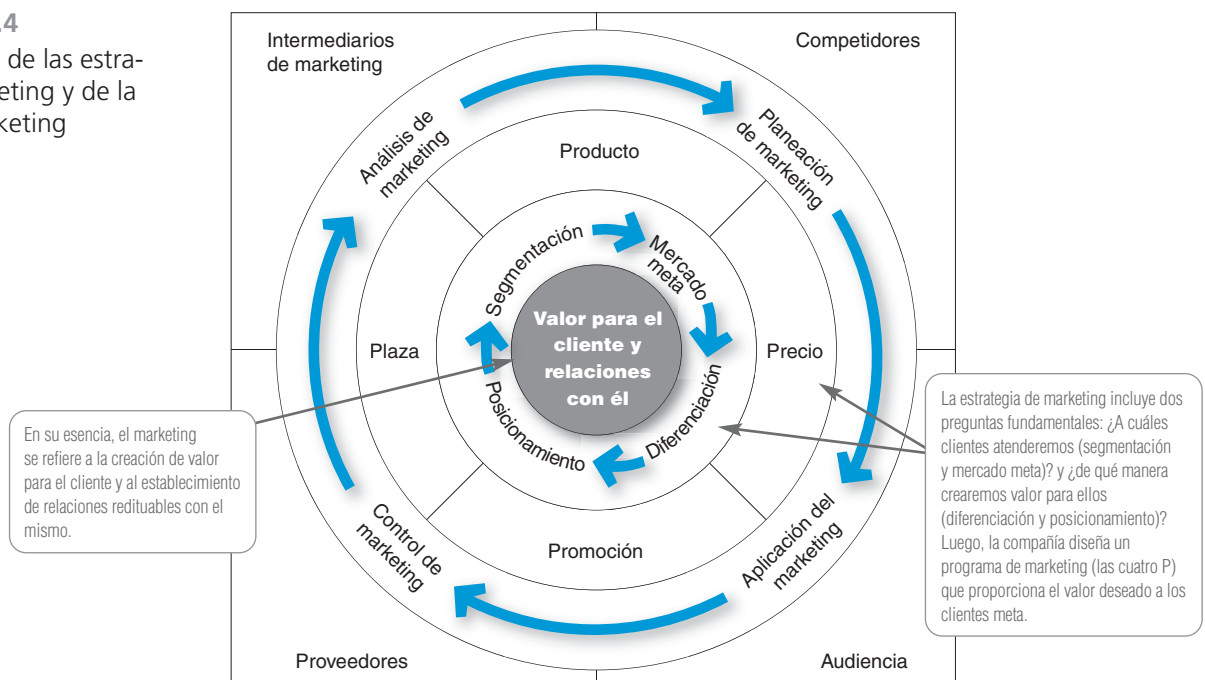 .4
de las estra-
eting y de la
keting
Intermediarios
de marketing
Competidores
Análisis de
marketing
Planeación
de marketing
Producto
Segmentación
Mercado
meta
Valor para el
cliente y
relaciones
con él
Plaza
Precio
Posicionamiento
Diferenciación
Control de
marketing
Promoción
Aplicación del
marketing
Proveedores
Audiencia
En su esencia, el marketing
se refiere a la creación de valor
para el cliente y al establecimiento
de relaciones redituables con el
mismo.
La estrategia de marketing incluye dos
preguntas fundamentales: ¿A cuáles
clientes atenderemos (segmentación
y mercado meta)? y ¿de qué manera
crearemos valor para ellos
(diferenciación y posicionamiento)?
Luego, la compañía diseña un
programa de marketing (las cuatro P)
que proporciona el valor deseado a los
clientes meta.